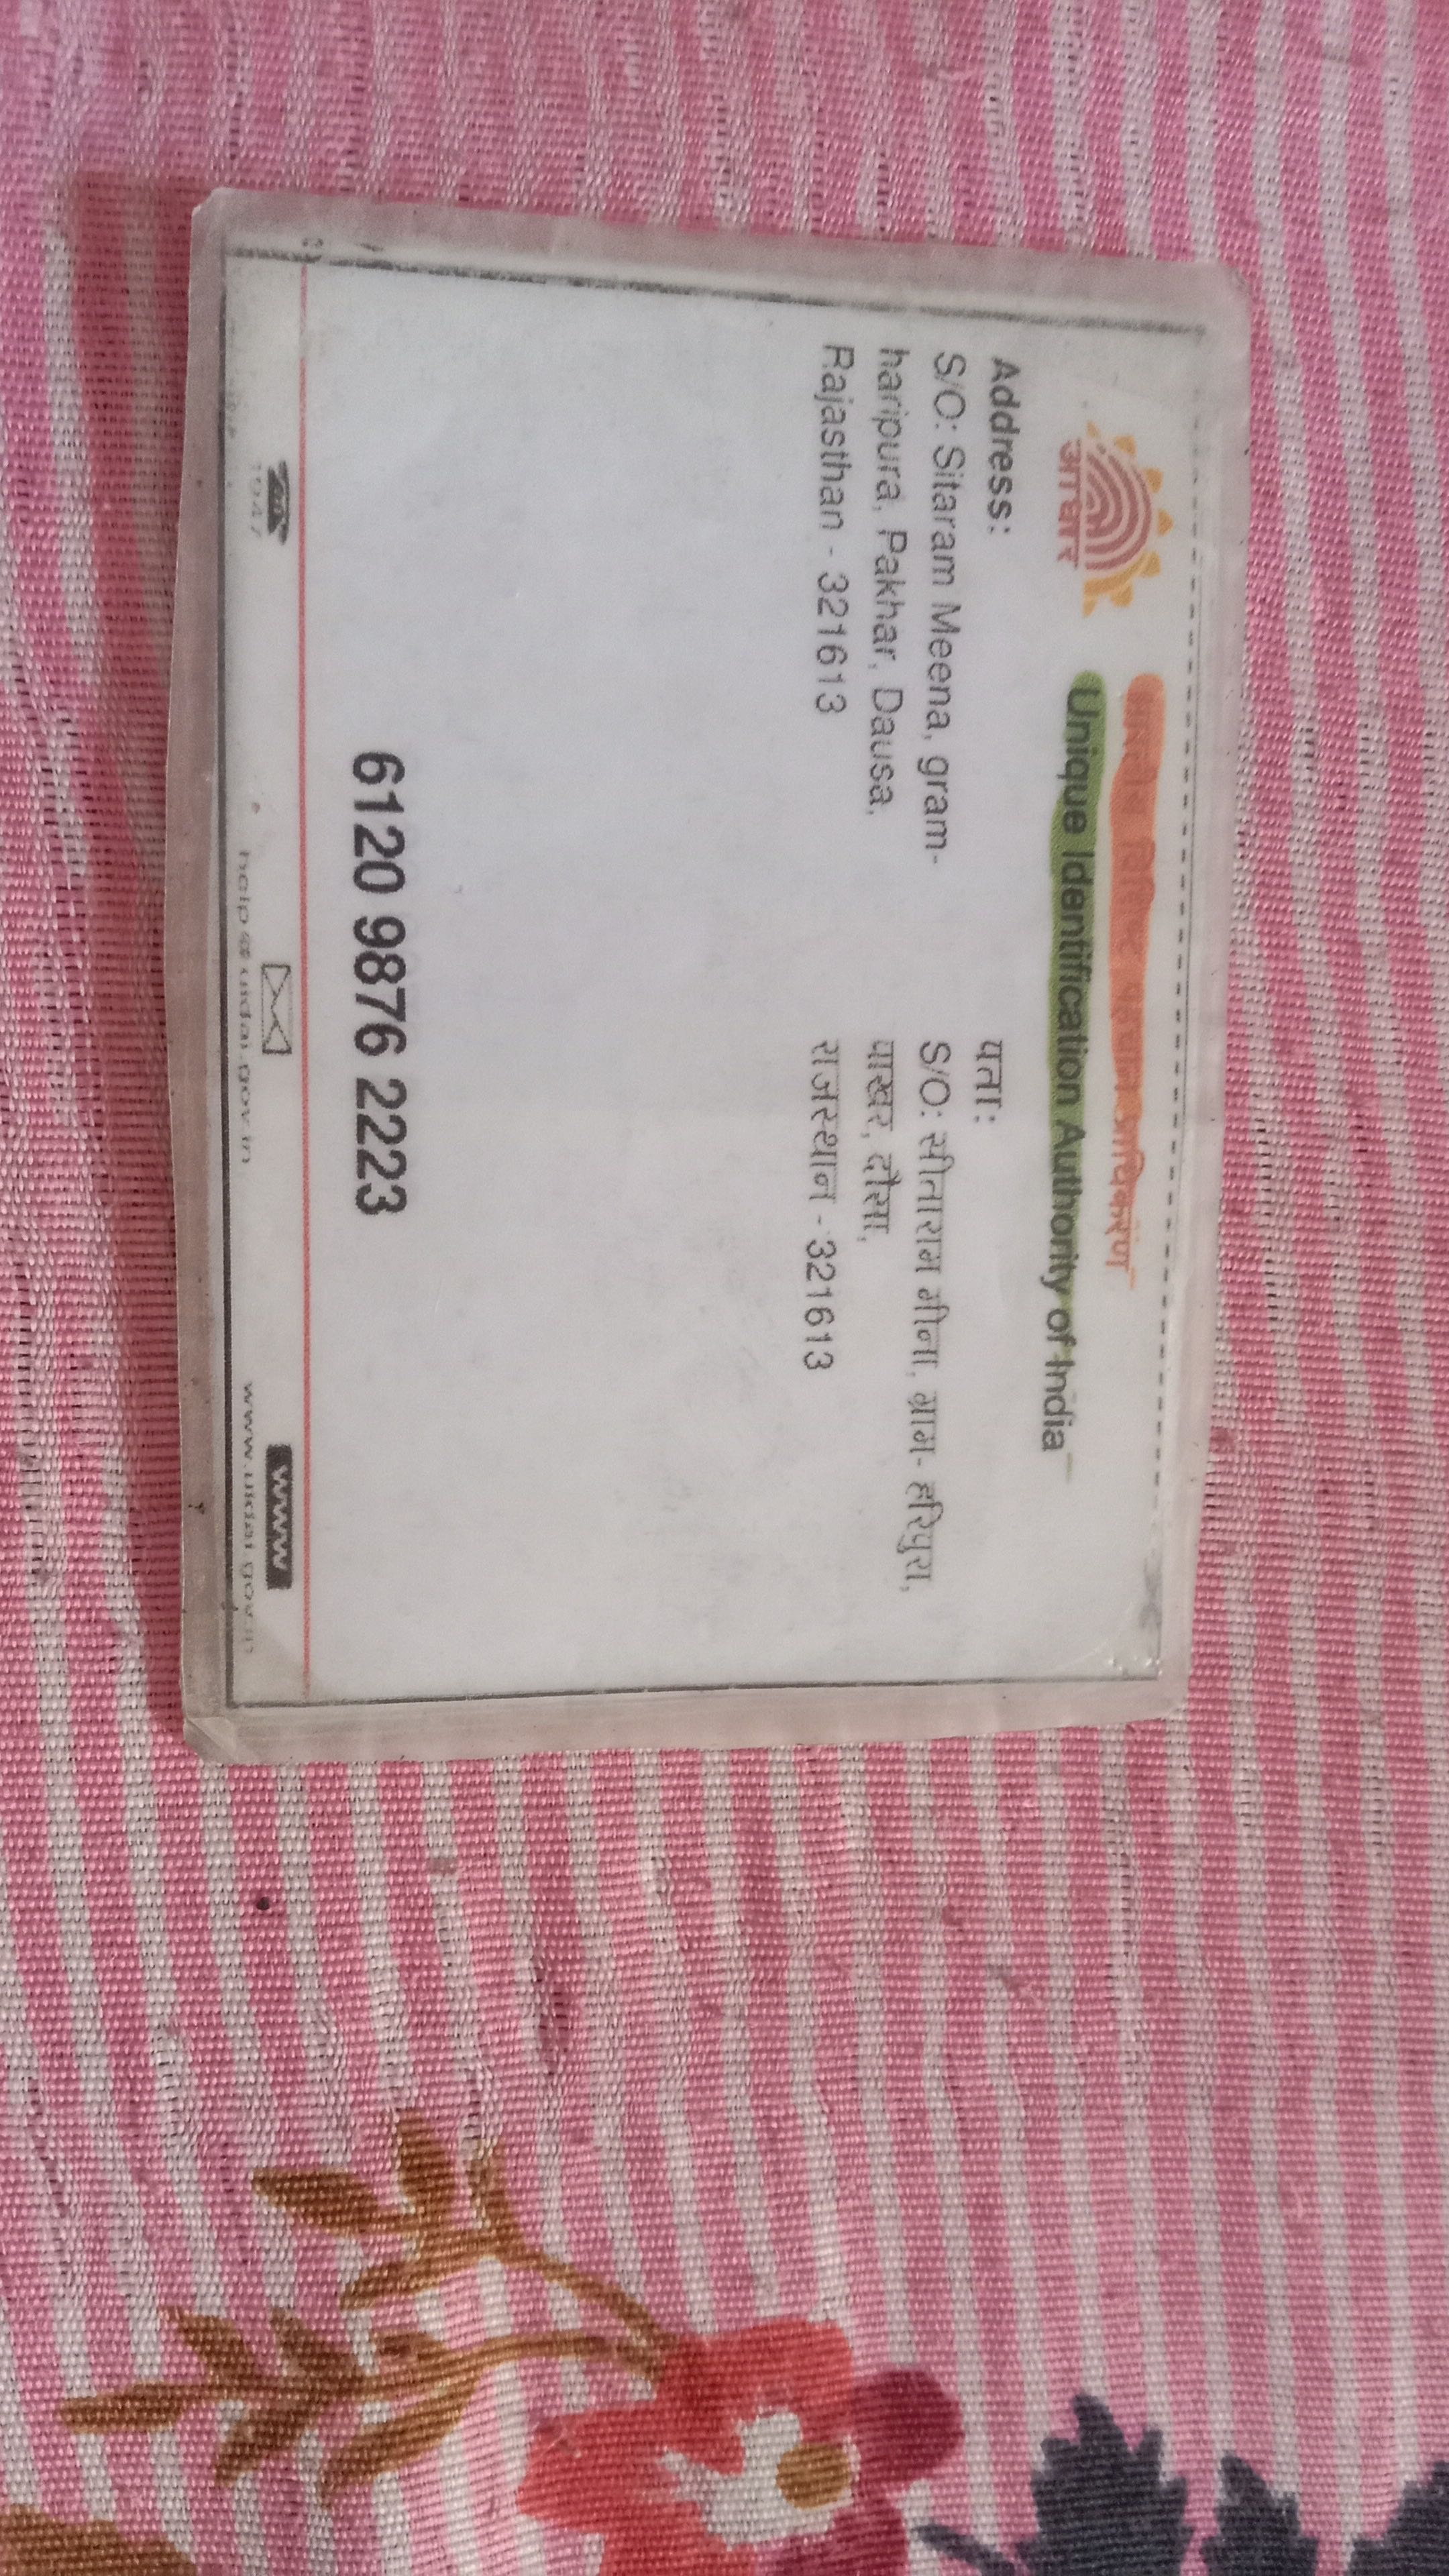 भारतीय विशिष्ट पहचान प्राधिकरण
Unique Identification Authority of India
आधार
Address:
S/O: Sitaram Meena, gram-
haripura, Pakhar, Dausa,
Rajasthan - 321613
पता:
S/O: सीताराम मीना, ग्राम- हरिपुरा,
पाखर, दौसा,
राजस्थान - 321613
6120 9876 2223
1947
help@uidai.gov.in
www
www.uidai.gov.in